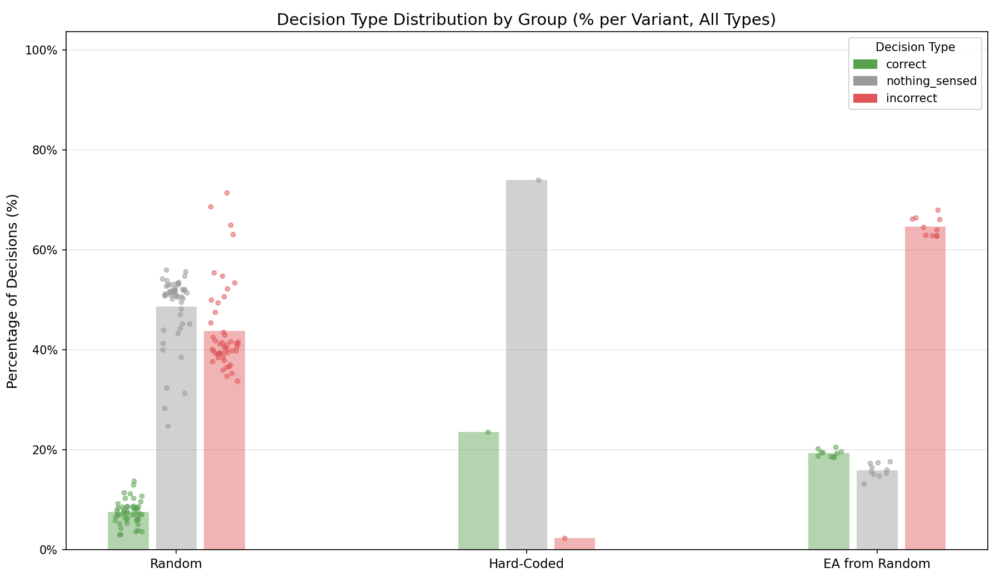 Decision Type Distribution by Group (% per Variant, All Types)
Percentage of Decisions (%)
100%
80%
60%
40%
20%
0%
Decision Type
correct
nothing_sensed
incorrect
Random
Hard-Coded
EA from Random